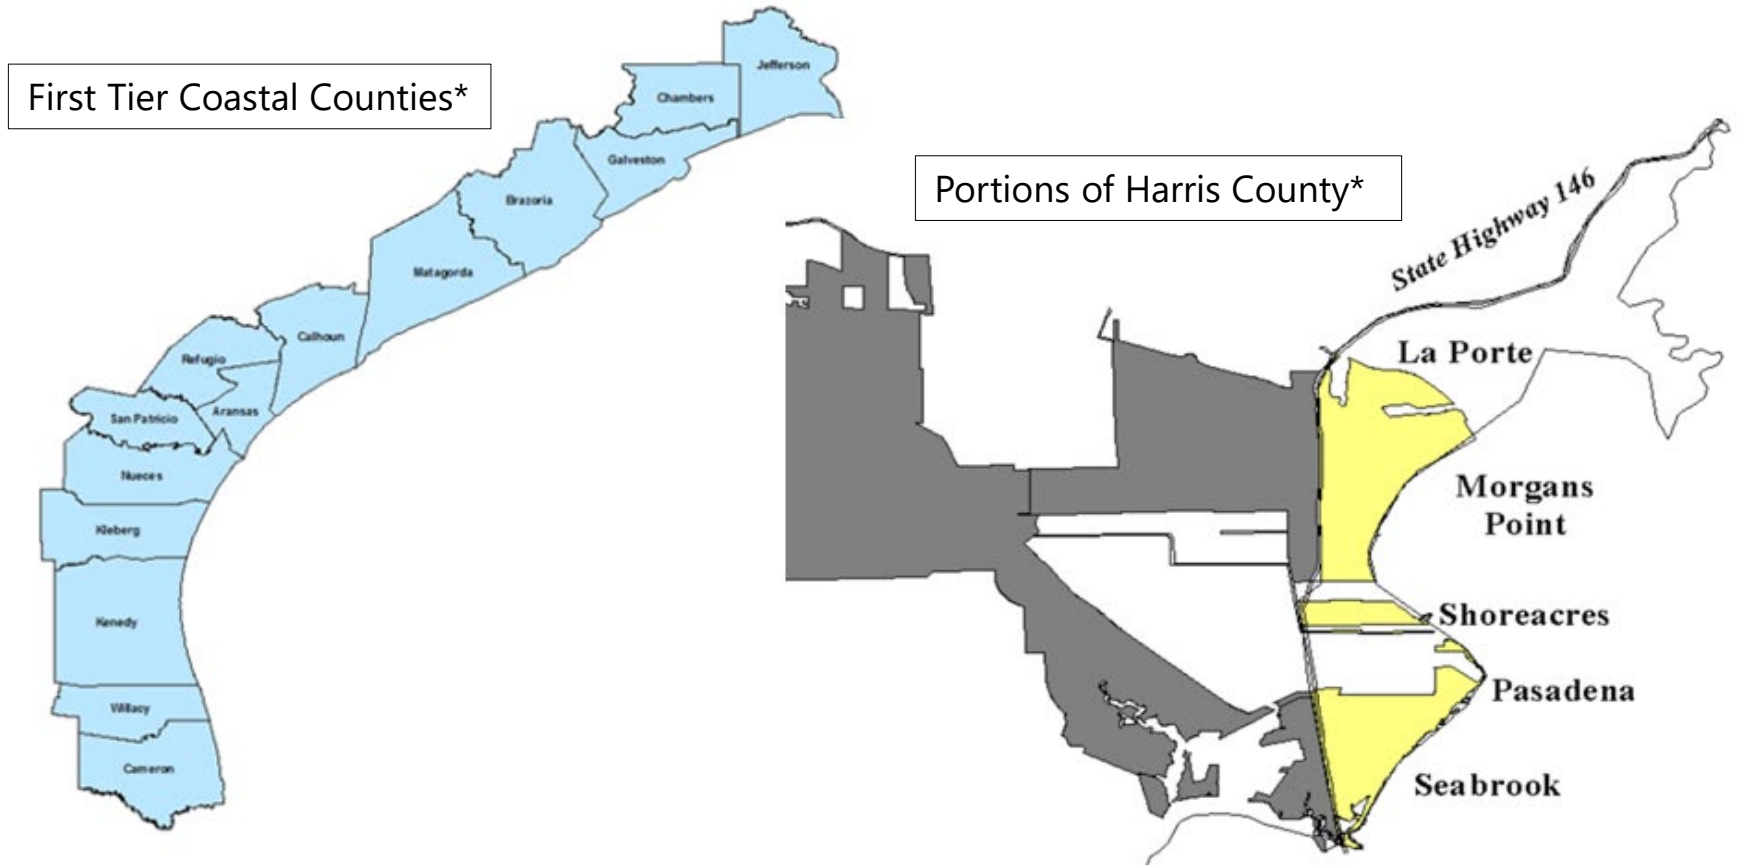 First Tier Coastal Counties*
Jefferson
Chambers
Galveston
Brazoria
Matagorda
Calhoun
Refugio
Aransas
San Patricio
Nueces
Kleberg
Kenedy
Willacy
Cameron
Portions of Harris County*
State Highway 146
La Porte
Morgans
Point
Shoreacres
Pasadena
Seabrook